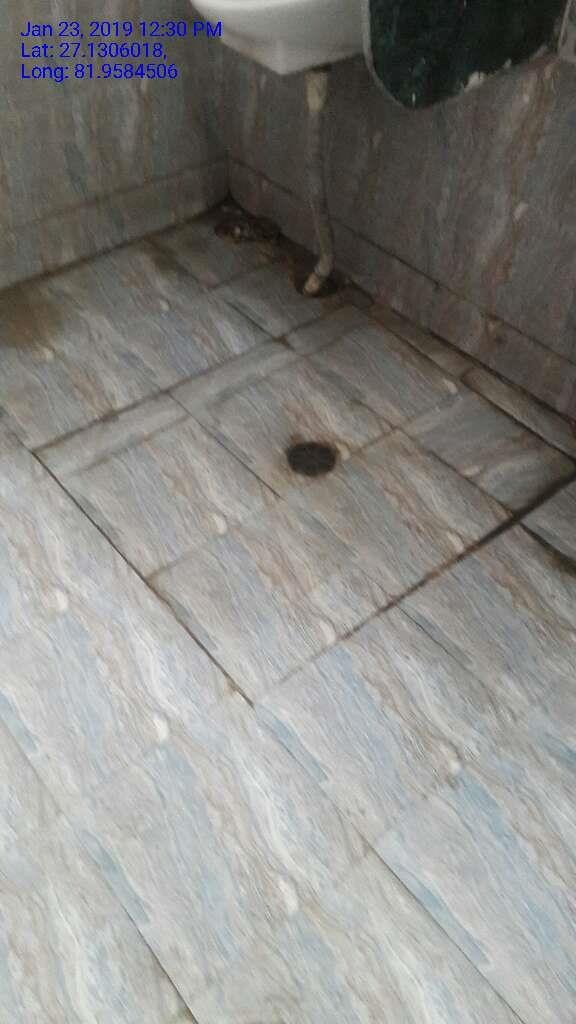 Jan 23, 2019 12:30 PM
Lat: 27.1306018,
Long: 81.9584506